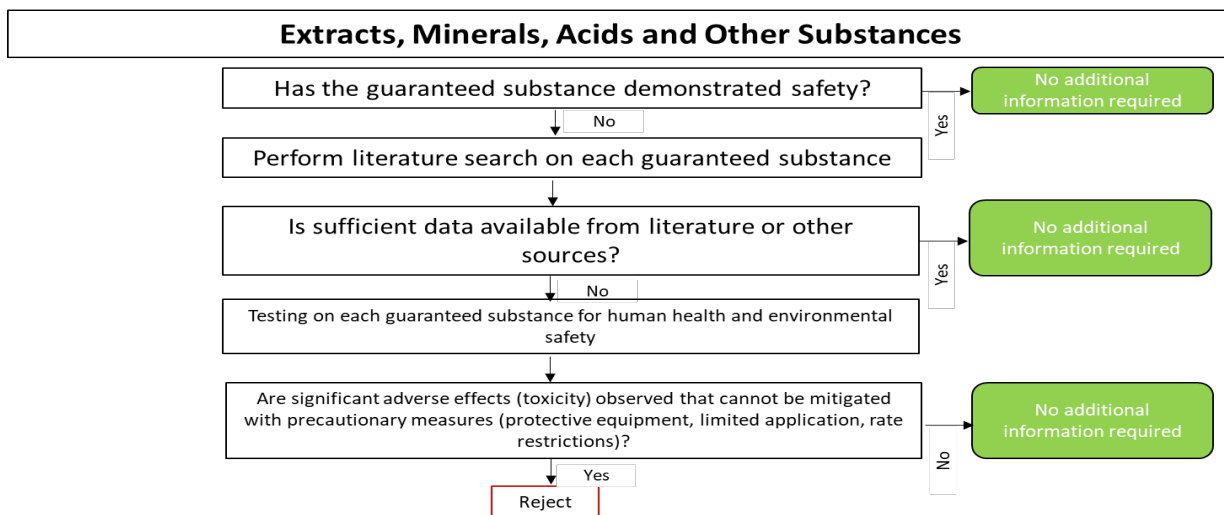 Extracts, Minerals, Acids and Other Substances
Has the guaranteed substance demonstrated safety?
No additional
information required
Yes
No
Perform literature search on each guaranteed substance
Is sufficient data available from literature or other
sources?
No additional
information required
Yes
No
Testing on each guaranteed substance for human health and environmental
safety
Are significant adverse effects (toxicity) observed that cannot be mitigated
with precautionary measures (protective equipment, limited application, rate
restrictions)?
No additional
information required
No
Yes
Reject